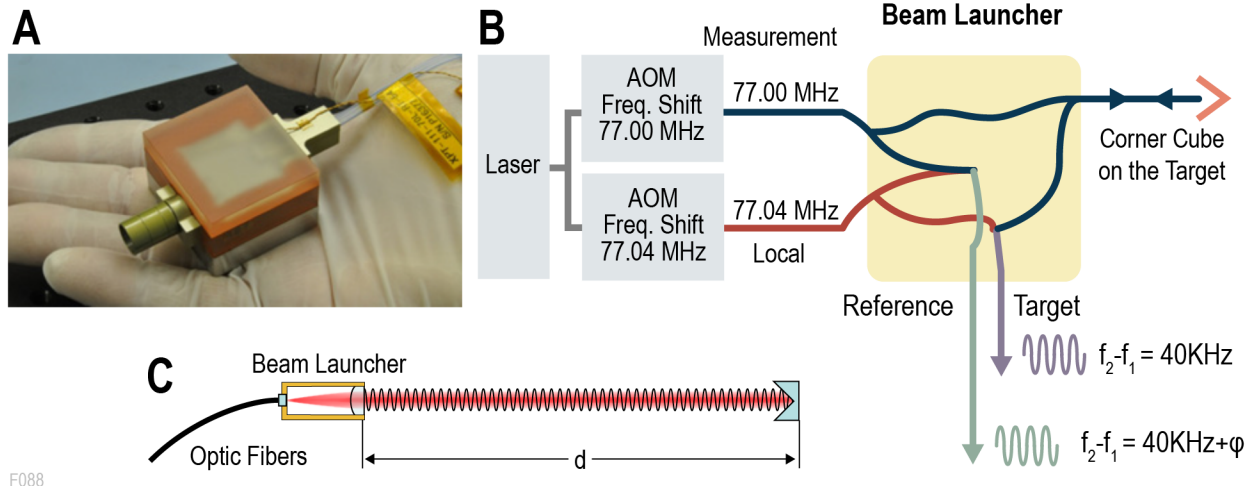 A
B
Beam Launcher
Measurement
Laser
AOM
Freq. Shift
77.00 MHz
77.00 MHz
AOM
Freq. Shift
77.04 MHz
77.04 MHz
Local
Corner Cube
on the Target
Reference
Target
f2-f1 = 40KHz
f2-f1 = 40KHz+φ
C
Beam Launcher
Optic Fibers
d
F088